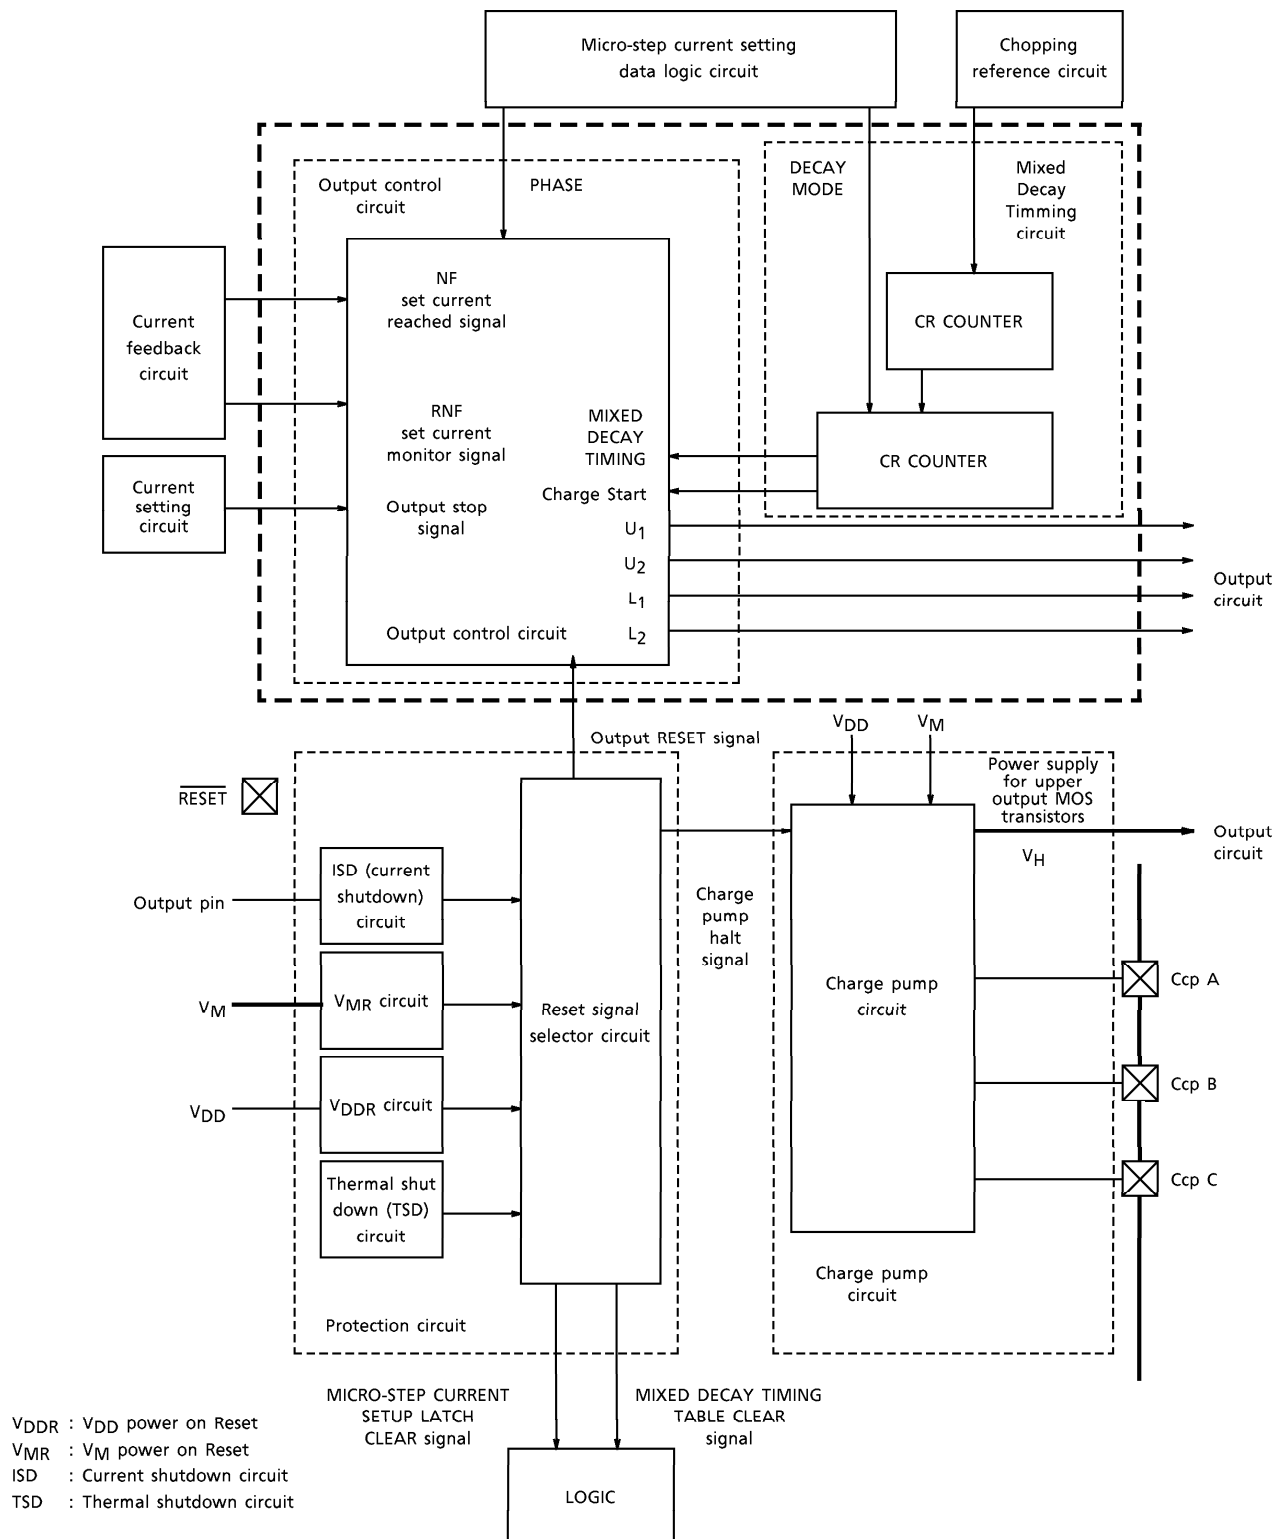 Micro-step current setting
data logic circuit
Chopping
reference circuit
Output control
circuit
PHASE
DECAY
MODE
Mixed
Decay
Timming
circuit
Current
feedback
circuit
NF
set current
reached signal
CR COUNTER
RNF
set current
monitor signal
MIXED
DECAY
TIMING
CR COUNTER
Current
setting
circuit
Output stop
signal
Charge Start
U1
U2
L1
L2
Output
circuit
Output control circuit
Output RESET signal
VDD
VM
RESET
Power supply
for upper
output MOS
transistors
VH
Output
circuit
Output pin
ISD (current
shutdown)
circuit
Charge
pump
halt
signal
VM
VMR circuit
Reset signal
selector circuit
Charge pump
circuit
Ccp A
VDD
VDDR circuit
Ccp B
Thermal shut
down (TSD)
circuit
Ccp C
Charge pump
circuit
Protection circuit
MICRO-STEP CURRENT
SETUP LATCH
CLEAR signal
MIXED DECAY TIMING
TABLE CLEAR
signal
VDDR : VDD power on Reset
VMR : VM power on Reset
ISD : Current shutdown circuit
TSD : Thermal shutdown circuit
LOGIC